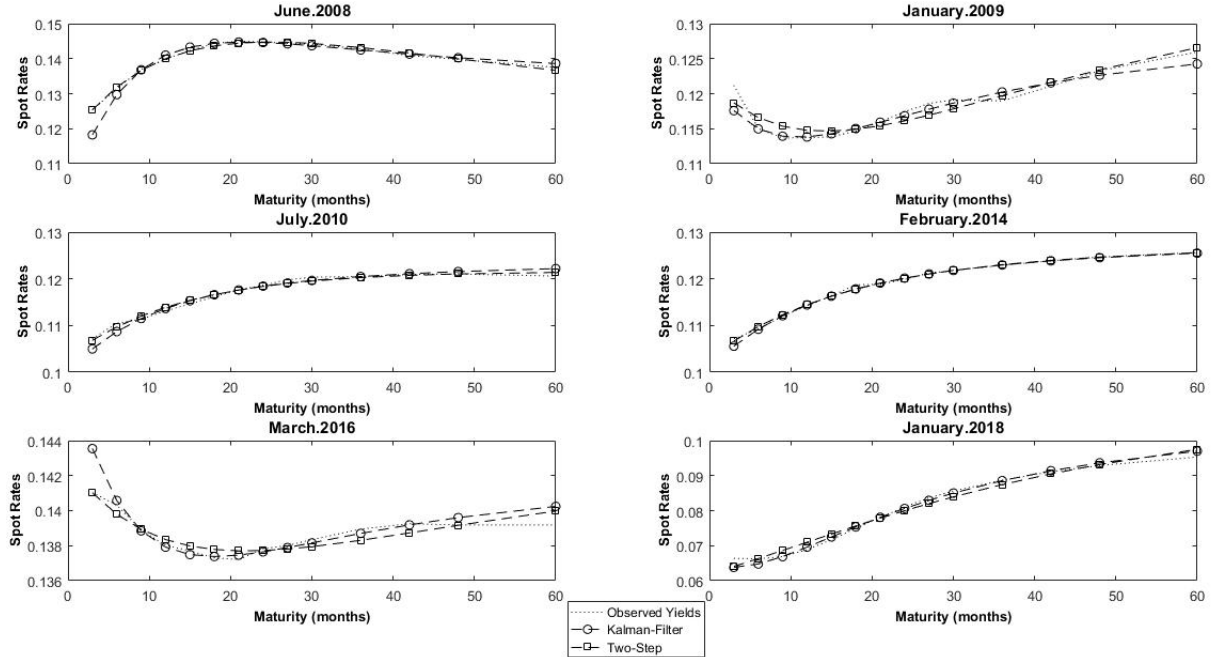 June.2008
0.15
0.14
0.13
0.12
0.11
Spot Rates
0 10 20 30 40 50 60
Maturity (months)
January.2009
0.13
0.125
0.12
0.115
0.11
Spot Rates
0 10 20 30 40 50 60
Maturity (months)
July.2010
0.13
0.12
0.11
0.1
Spot Rates
0 10 20 30 40 50 60
Maturity (months)
February.2014
0.13
0.12
0.11
0.1
Spot Rates
0 10 20 30 40 50 60
Maturity (months)
March.2016
0.144
0.142
0.14
0.138
0.136
Spot Rates
0 10 20 30 40 50 60
Maturity (months)
January.2018
0.1
0.09
0.08
0.07
0.06
Spot Rates
0 10 20 30 40 50 60
Maturity (months)
Observed Yields
Kalman-Filter
Two-Step